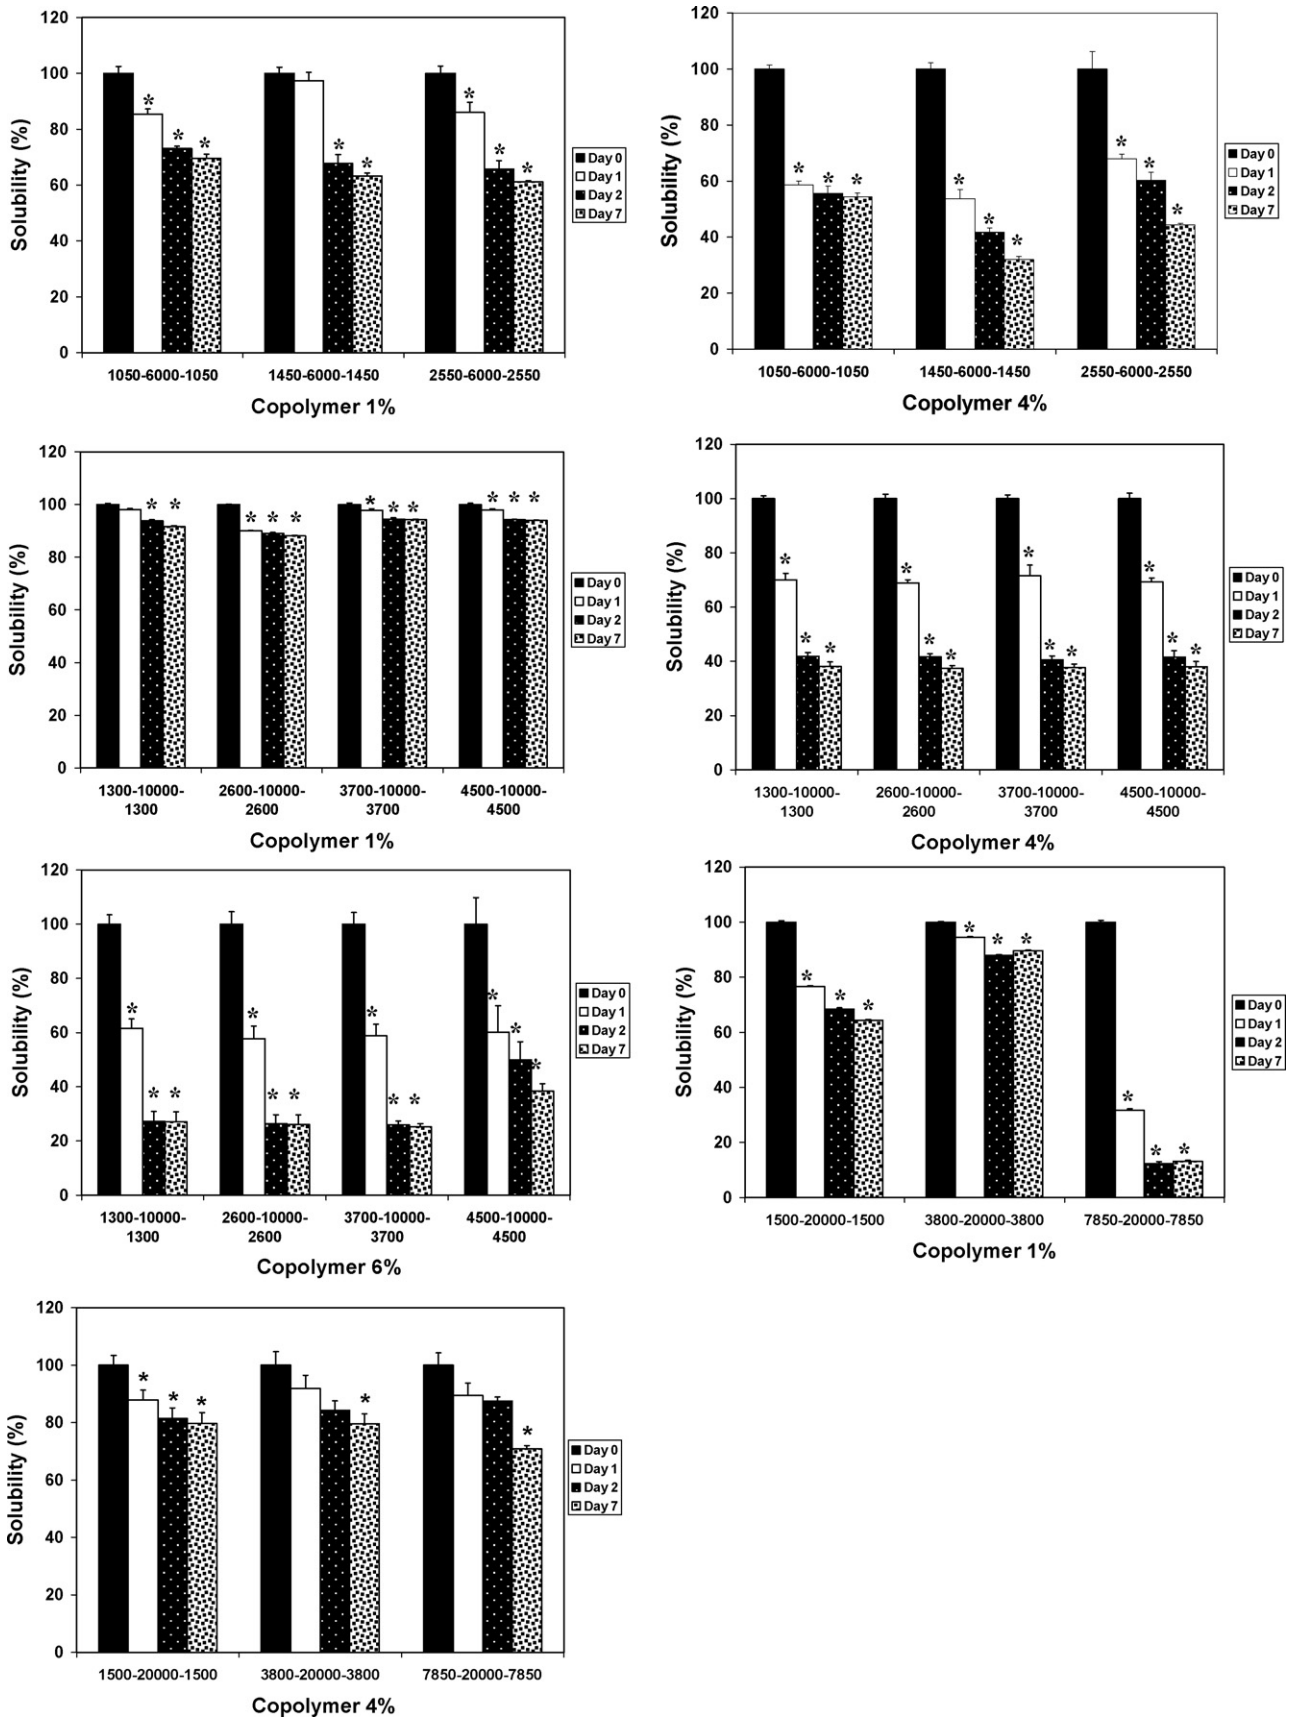 120
100
80
60
40
20
0
Solubility (%)
* * *
* *
* * *
1050-6000-1050 1450-6000-1450 2550-6000-2550
Copolymer 1%
Day 0
Day 1
Day 2
Day 7
120
100
80
60
40
20
0
Solubility (%)
* * *
* * *
* * *
1050-6000-1050 1450-6000-1450 2550-6000-2550
Copolymer 4%
Day 0
Day 1
Day 2
Day 7
120
100
80
60
40
20
0
Solubility (%)
* *
* * *
* * *
* * *
1300-10000- 2600-10000- 3700-10000- 4500-10000-
1300 2600 3700 4500
Copolymer 1%
Day 0
Day 1
Day 2
Day 7
120
100
80
60
40
20
0
Solubility (%)
* * *
* * *
* * *
* * *
1300-10000- 2600-10000- 3700-10000- 4500-10000-
1300 2600 3700 4500
Copolymer 4%
Day 0
Day 1
Day 2
Day 7
120
100
80
60
40
20
0
Solubility (%)
* * *
* * *
* * *
* * *
1300-10000- 2600-10000- 3700-10000- 4500-10000-
1300 2600 3700 4500
Copolymer 6%
Day 0
Day 1
Day 2
Day 7
120
100
80
60
40
20
0
Solubility (%)
* * *
* * *
* * *
1500-20000-1500 3800-20000-3800 7850-20000-7850
Copolymer 1%
Day 0
Day 1
Day 2
Day 7
120
100
80
60
40
20
0
Solubility (%)
* * *
*
*
1500-20000-1500 3800-20000-3800 7850-20000-7850
Copolymer 4%
Day 0
Day 1
Day 2
Day 7